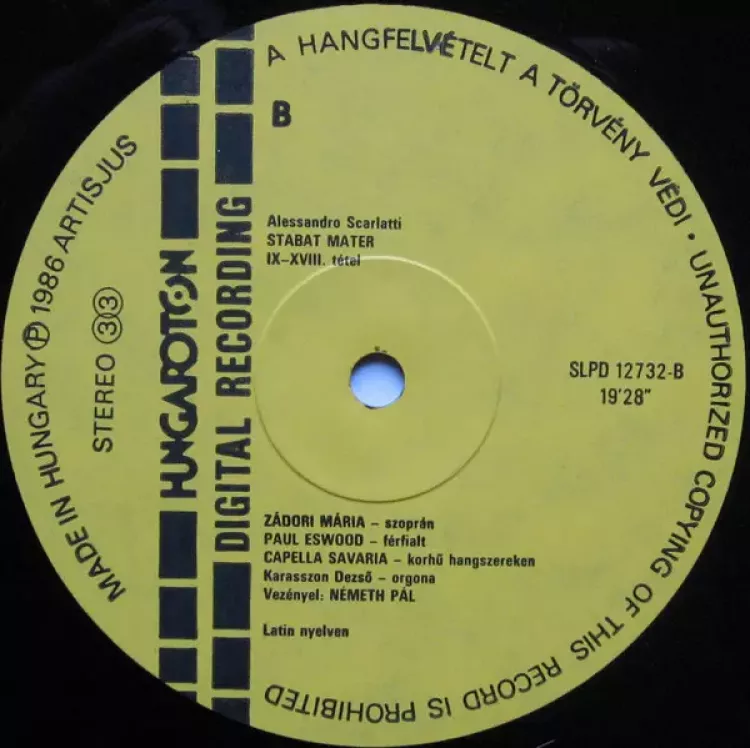 A HANGFELVÉTELT A TÖRVÉNY VÉDI • UNAUTHORIZED COPYING OF THIS RECORD IS PROHIBITED
MADE IN HUNGARY Ⓟ 1986 ARTISJUS
STEREO 33
HUNGAROTON
DIGITAL RECORDING
B
Alessandro Scarlatti
STABAT MATER
IX–XVIII. tétel
SLPD 12732-B
19'28"
ZÁDORI MÁRIA – szoprán
PAUL ESWOOD – férfialt
CAPELLA SAVARIA – korhű hangszereken
Karasszon Dezső – orgona
Vezényel: NÉMETH PÁL
Latin nyelven